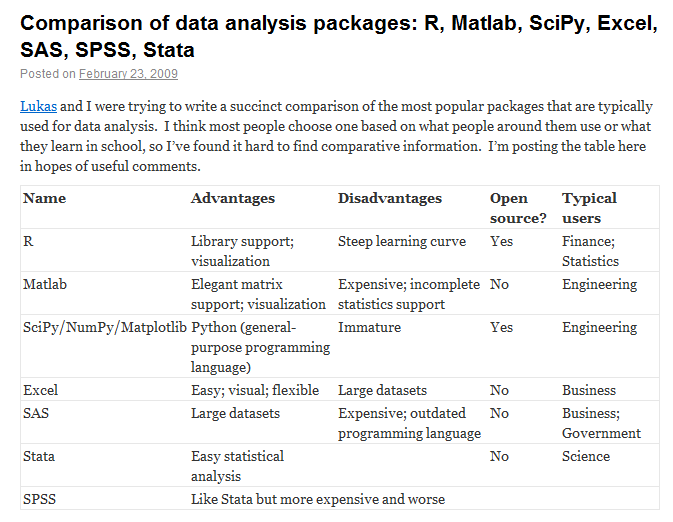 Comparison of data analysis packages: R, Matlab, SciPy, Excel,
SAS, SPSS, Stata
Posted on February 23, 2009
Lukas and I were trying to write a succinct comparison of the most popular packages that are typically
used for data analysis.  I think most people choose one based on what people around them use or what
they learn in school, so I've found it hard to find comparative information.  I'm posting the table here
in hopes of useful comments.
Name Advantages Disadvantages Open Typical
source? users
R Library support; Steep learning curve Yes Finance;
visualization Statistics
Matlab Elegant matrix Expensive; incomplete No Engineering
support; visualization statistics support
SciPy/NumPy/Matplotlib Python (general- Immature Yes Engineering
purpose programming
language)
Excel Easy; visual; flexible Large datasets No Business
SAS Large datasets Expensive; outdated No Business;
programming language Government
Stata Easy statistical No Science
analysis
SPSS Like Stata but more expensive and worse